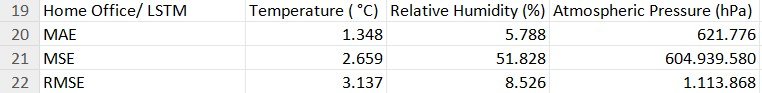 19 Home Office/ LSTM Temperature ( °C) Relative Humidity (%) Atmospheric Pressure (hPa)
20 MAE 1.348 5.788 621.776
21 MSE 2.659 51.828 604.939.580
22 RMSE 3.137 8.526 1.113.868